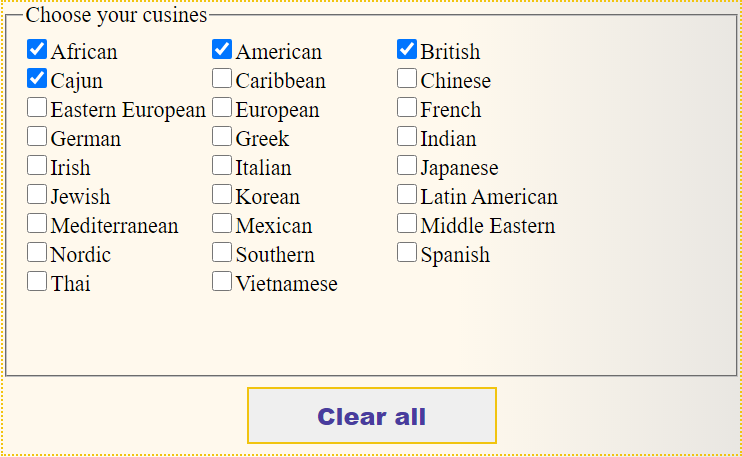 Choose your cusines
African American British
Cajun Caribbean Chinese
Eastern European European French
German Greek Indian
Irish Italian Japanese
Jewish Korean Latin American
Mediterranean Mexican Middle Eastern
Nordic Southern Spanish
Thai Vietnamese
Clear all